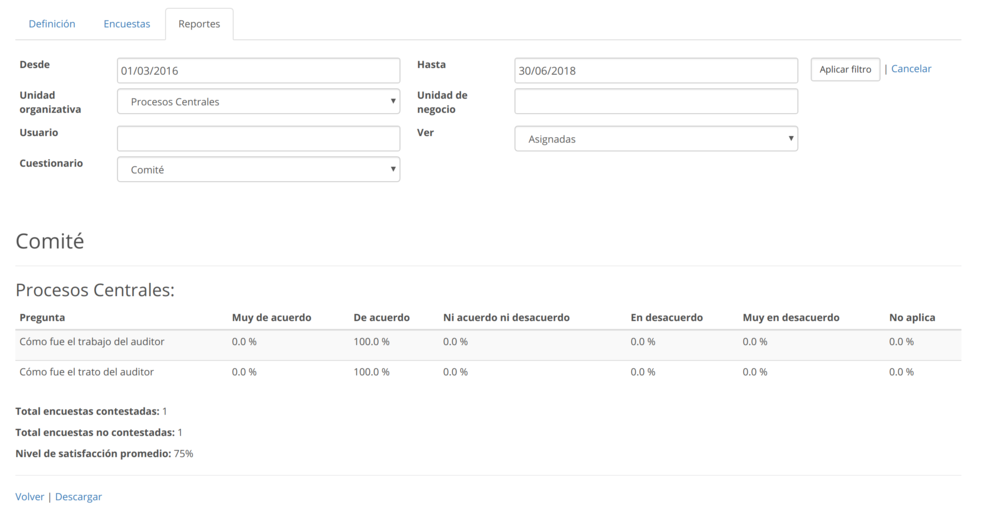 Definición Encuestas Reportes
Desde 01/03/2016 Hasta 30/06/2018 Aplicar filtro | Cancelar
Unidad organizativa Procesos Centrales Unidad de negocio
Usuario Ver Asignadas
Cuestionario Comité
Comité
Procesos Centrales:
Pregunta Muy de acuerdo De acuerdo Ni acuerdo ni desacuerdo En desacuerdo Muy en desacuerdo No aplica
Cómo fue el trabajo del auditor 0.0 % 100.0 % 0.0 % 0.0 % 0.0 % 0.0 %
Cómo fue el trato del auditor 0.0 % 100.0 % 0.0 % 0.0 % 0.0 % 0.0 %
Total encuestas contestadas: 1
Total encuestas no contestadas: 1
Nivel de satisfacción promedio: 75%
Volver | Descargar